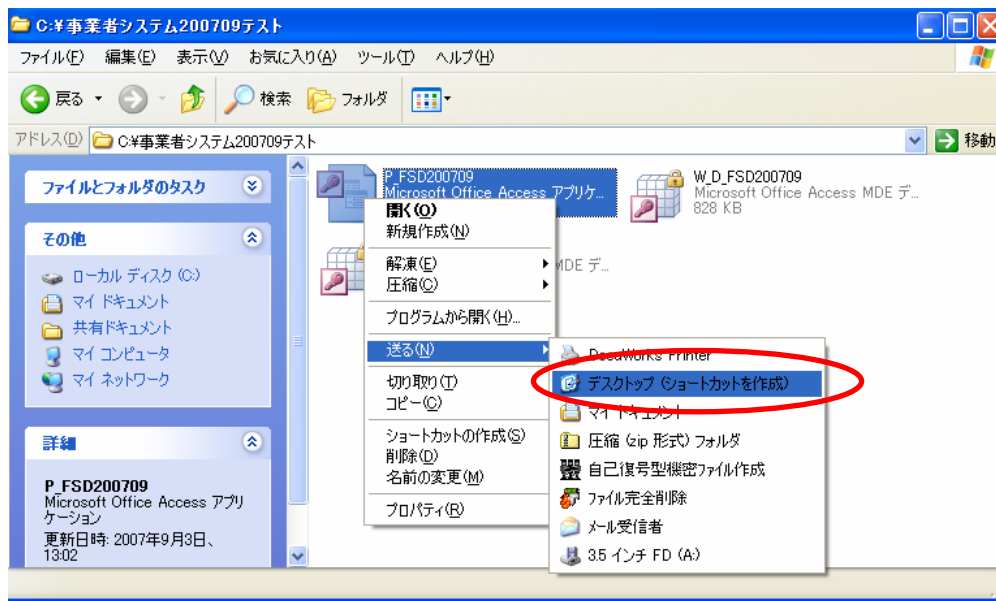 C:¥事業者システム200709テスト
ファイル(F) 編集(E) 表示(V) お気に入り(A) ツール(T) ヘルプ(H)
戻る 検索 フォルダ
アドレス(D) C:¥事業者システム200709テスト 移動
ファイルとフォルダのタスク
その他
ローカル ディスク (C:)
マイ ドキュメント
共有ドキュメント
マイ コンピュータ
マイ ネットワーク
詳細
P_FSD200709
Microsoft Office Access アプリ
ケーション
更新日時: 2007年9月3日、
13:02
P_FSD200709
Microsoft Office Access アプリケ...
W_D_FSD200709
Microsoft Office Access MDE デ...
828 KB
MDE デ...
開く(O)
新規作成(N)
解凍(E)
圧縮(C)
プログラムから開く(H)...
送る(N)
切り取り(T)
コピー(C)
ショートカットの作成(S)
削除(D)
名前の変更(M)
プロパティ(R)
DocuWorks Printer
デスクトップ (ショートカットを作成)
マイ ドキュメント
圧縮 (zip 形式) フォルダ
自己復号型機密ファイル作成
ファイル完全削除
メール受信者
3.5 インチ FD (A:)